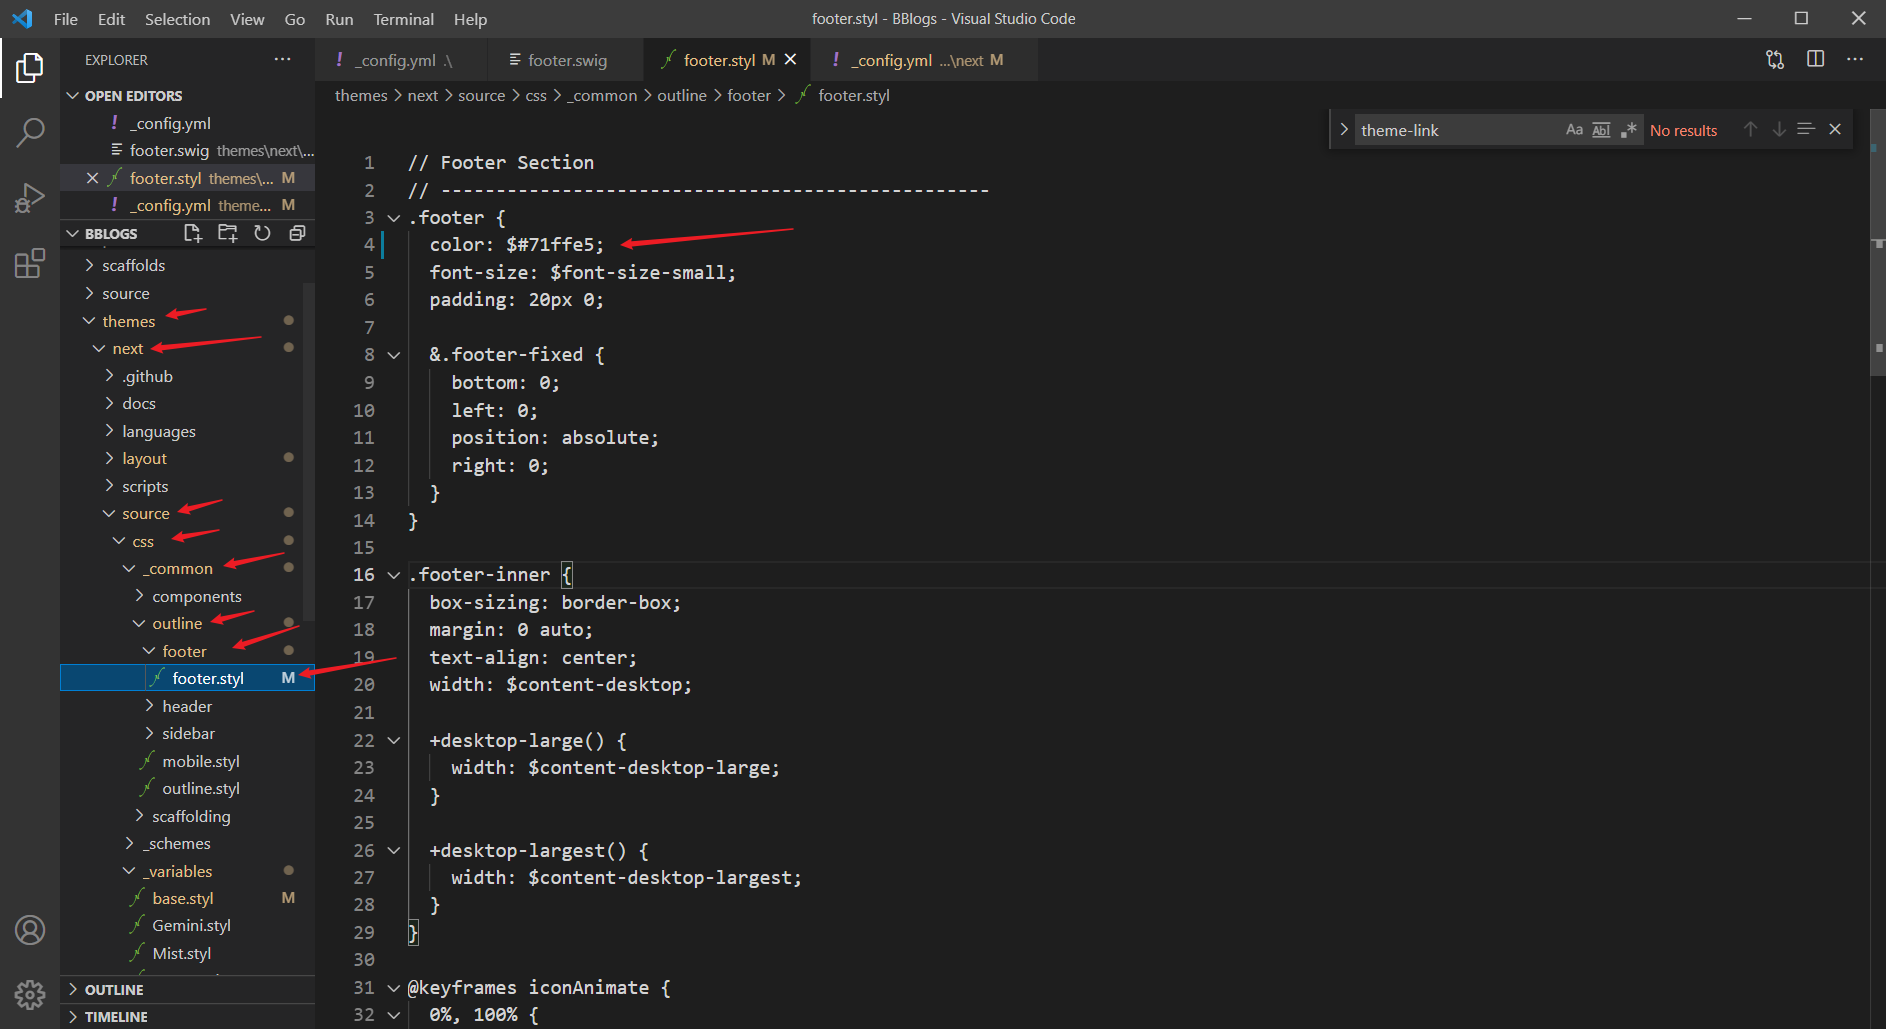 File Edit Selection View Go Run Terminal Help footer.styl - BBlogs - Visual Studio Code
EXPLORER
_config.yml .\ footer.swig footer.styl M _config.yml ...\next M
themes > next > source > css > _common > outline > footer > footer.styl
OPEN EDITORS
! _config.yml
footer.swig themes\next\...
footer.styl themes\... M
! _config.yml theme... M
BBLOGS
scaffolds
source
themes
next
.github
docs
languages
layout
scripts
source
css
_common
components
outline
footer
footer.styl M
header
sidebar
mobile.styl
outline.styl
scaffolding
_schemes
_variables
base.styl M
Gemini.styl
Mist.styl
OUTLINE
TIMELINE
theme-link Aa Abl .* No results
1 // Footer Section
2 // --------------------------------------------------
3 .footer {
4 color: $#71ffe5;
5 font-size: $font-size-small;
6 padding: 20px 0;
7
8 &.footer-fixed {
9 bottom: 0;
10 left: 0;
11 position: absolute;
12 right: 0;
13 }
14 }
15
16 .footer-inner {
17 box-sizing: border-box;
18 margin: 0 auto;
19 text-align: center;
20 width: $content-desktop;
21
22 +desktop-large() {
23 width: $content-desktop-large;
24 }
25
26 +desktop-largest() {
27 width: $content-desktop-largest;
28 }
29 }
30
31 @keyframes iconAnimate {
32 0%, 100% {